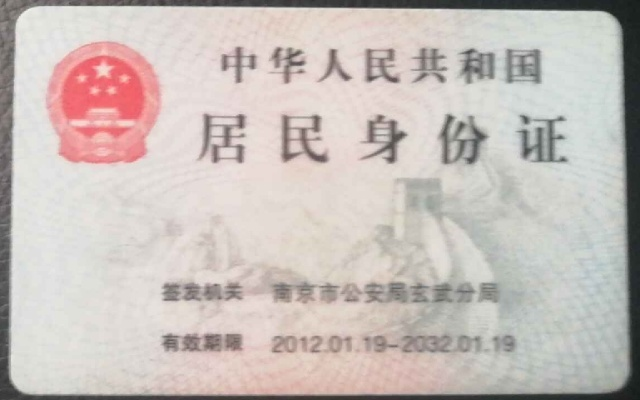 中华人民共和国
居民身份证
签发机关 南京市公安局玄武分局
有效期限 2012.01.19-2032.01.19